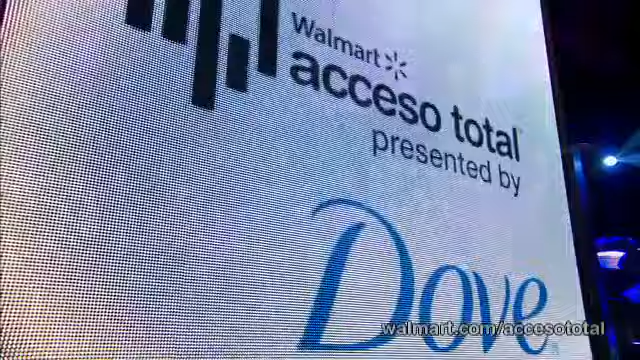 Walmart
acceso total
presented by
Dove
walmart.com/accesototal